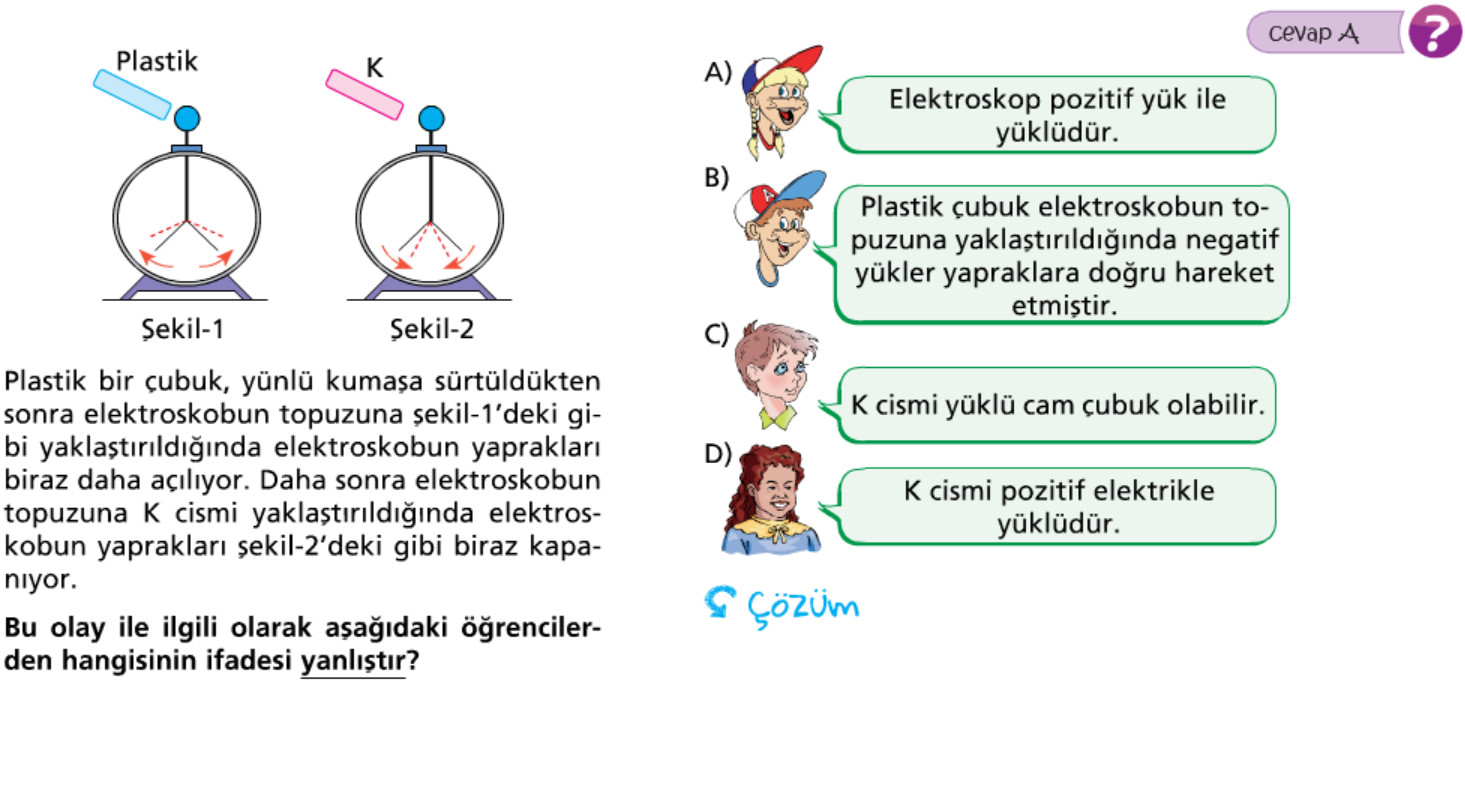 Plastik
K
Şekil-1
Şekil-2
Plastik bir çubuk, yünlü kumaşa sürtüldükten
sonra elektroskobun topuzuna şekil-1’deki gi-
bi yaklaştırıldığında elektroskobun yaprakları
biraz daha açılıyor. Daha sonra elektroskobun
topuzuna K cismi yaklaştırıldığında elektros-
kobun yaprakları şekil-2’deki gibi biraz kapa-
nıyor.
Bu olay ile ilgili olarak aşağıdaki öğrenciler-
den hangisinin ifadesi yanlıştır?
cevap A
?
A)
Elektroskop pozitif yük ile
yüklüdür.
B)
A
Plastik çubuk elektroskobun to-
puzuna yaklaştırıldığında negatif
yükler yapraklara doğru hareket
etmiştir.
C)
K cismi yüklü cam çubuk olabilir.
D)
K cismi pozitif elektrikle
yüklüdür.
Çözüm